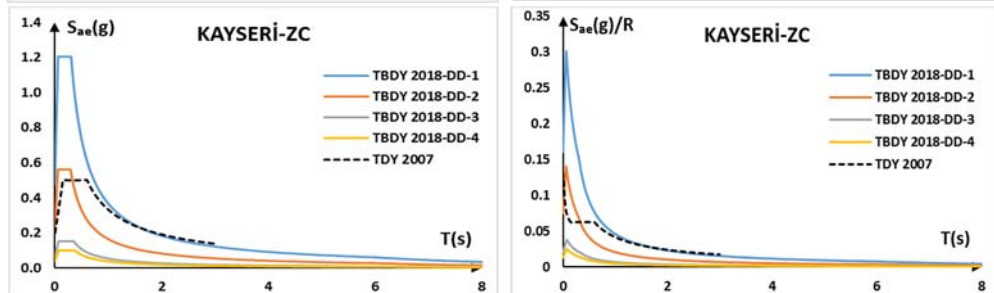 S_ae(g)
KAYSERİ-ZC
1.4
1.2
1.0
0.8
0.6
0.4
0.2
0.0
TBDY 2018-DD-1
TBDY 2018-DD-2
TBDY 2018-DD-3
TBDY 2018-DD-4
TDY 2007
T(s)
0 2 4 6 8
S_ae(g)/R
KAYSERİ-ZC
0.35
0.3
0.25
0.2
0.15
0.1
0.05
0
TBDY 2018-DD-1
TBDY 2018-DD-2
TBDY 2018-DD-3
TBDY 2018-DD-4
TDY 2007
T(s)
0 2 4 6 8